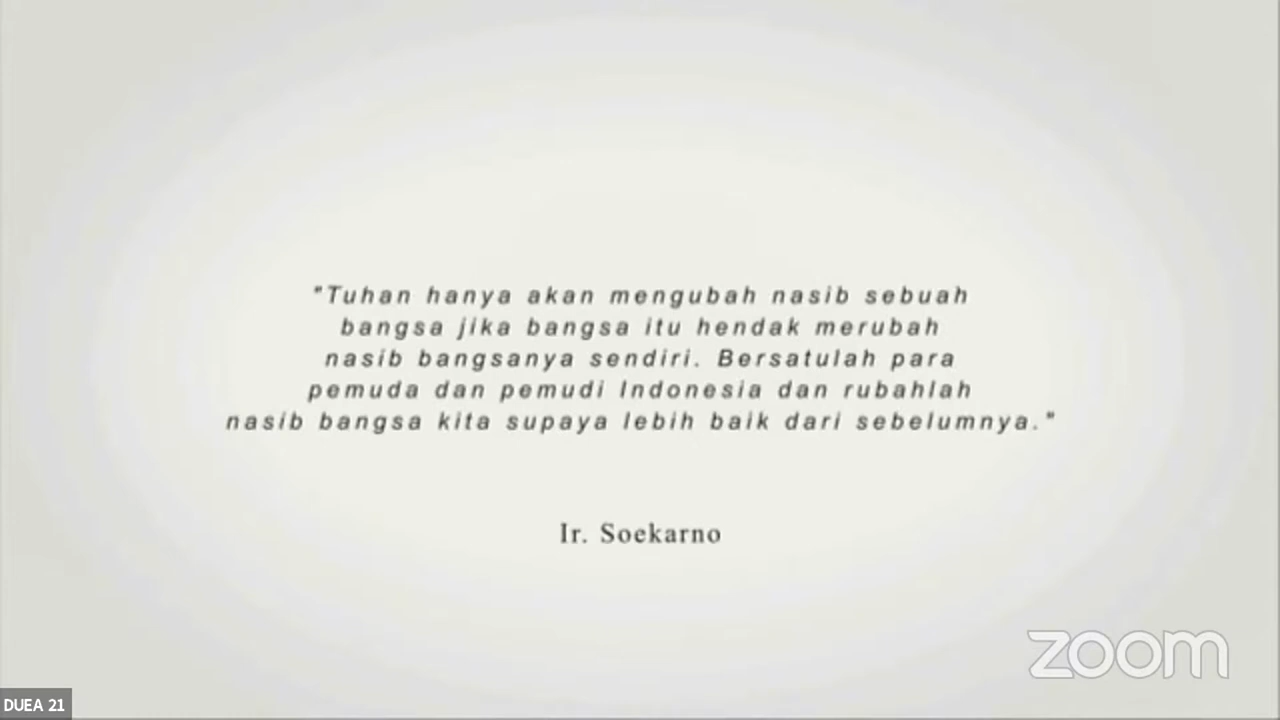 "Tuhan hanya akan mengubah nasib sebuah
bangsa jika bangsa itu hendak merubah
nasib bangsanya sendiri. Bersatulah para
pemuda dan pemudi Indonesia dan rubahlah
nasib bangsa kita supaya lebih baik dari sebelumnya."
Ir. Soekarno
zoom
DUEA 21